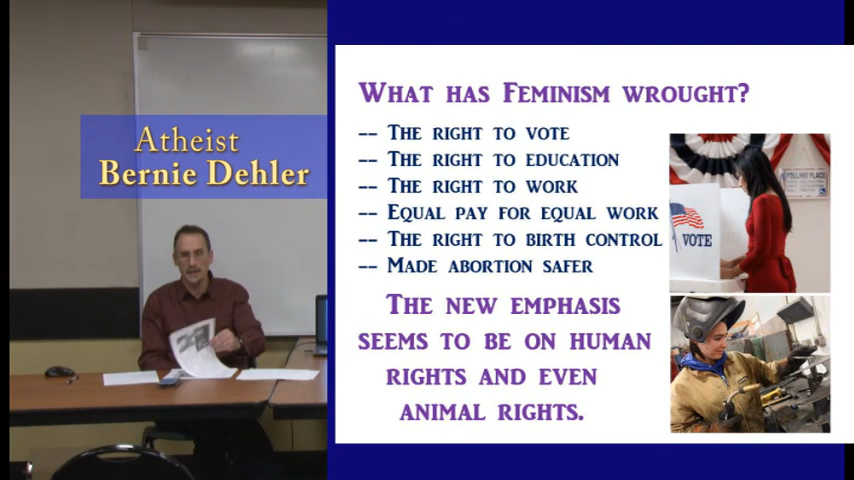 Atheist
Bernie Dehler
WHAT HAS FEMINISM WROUGHT?
-- THE RIGHT TO VOTE
-- THE RIGHT TO EDUCATION
-- THE RIGHT TO WORK
-- EQUAL PAY FOR EQUAL WORK
-- THE RIGHT TO BIRTH CONTROL
-- MADE ABORTION SAFER
THE NEW EMPHASIS
SEEMS TO BE ON HUMAN
RIGHTS AND EVEN
ANIMAL RIGHTS.
POLLING PLACE
VOTE